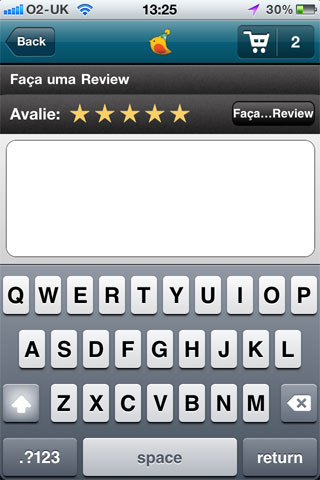 O2-UK 13:25 30%
Back 2
Faça uma Review
Avalie: Faça...Review
Q W E R T Y U I O P
A S D F G H J K L
Z X C V B N M
.?123 space return